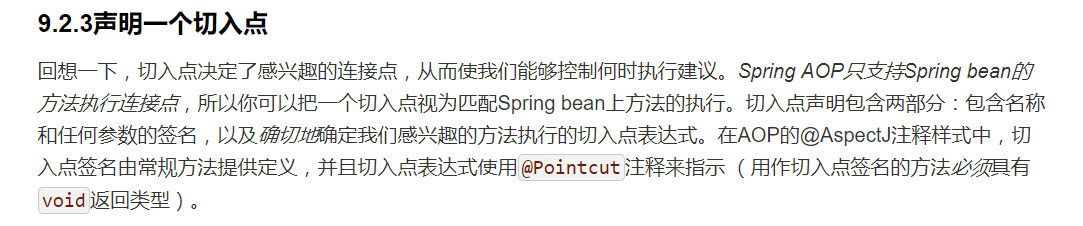 9.2.3声明一个切入点
回想一下，切入点决定了感兴趣的连接点，从而使我们能够控制何时执行建议。Spring AOP只支持Spring bean的
方法执行连接点，所以你可以把一个切入点视为匹配Spring bean上方法的执行。切入点声明包含两部分：包含名称
和任何参数的签名，以及确切地确定我们感兴趣的方法执行的切入点表达式。在AOP的@AspectJ注释样式中，切
入点签名由常规方法提供定义，并且切入点表达式使用@Pointcut注释来指示（用作切入点签名的方法必须具有
void返回类型）。